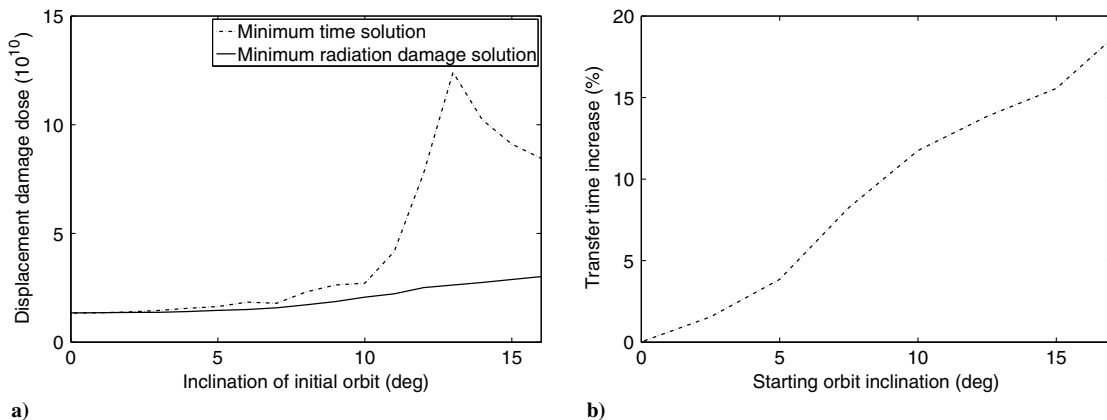 15
10
5
0
Displacement damage dose (10^10)
Minimum time solution
Minimum radiation damage solution
0
5
10
15
Inclination of initial orbit (deg)
a)
20
15
10
5
0
Transfer time increase (%)
0
5
10
15
Starting orbit inclination (deg)
b)